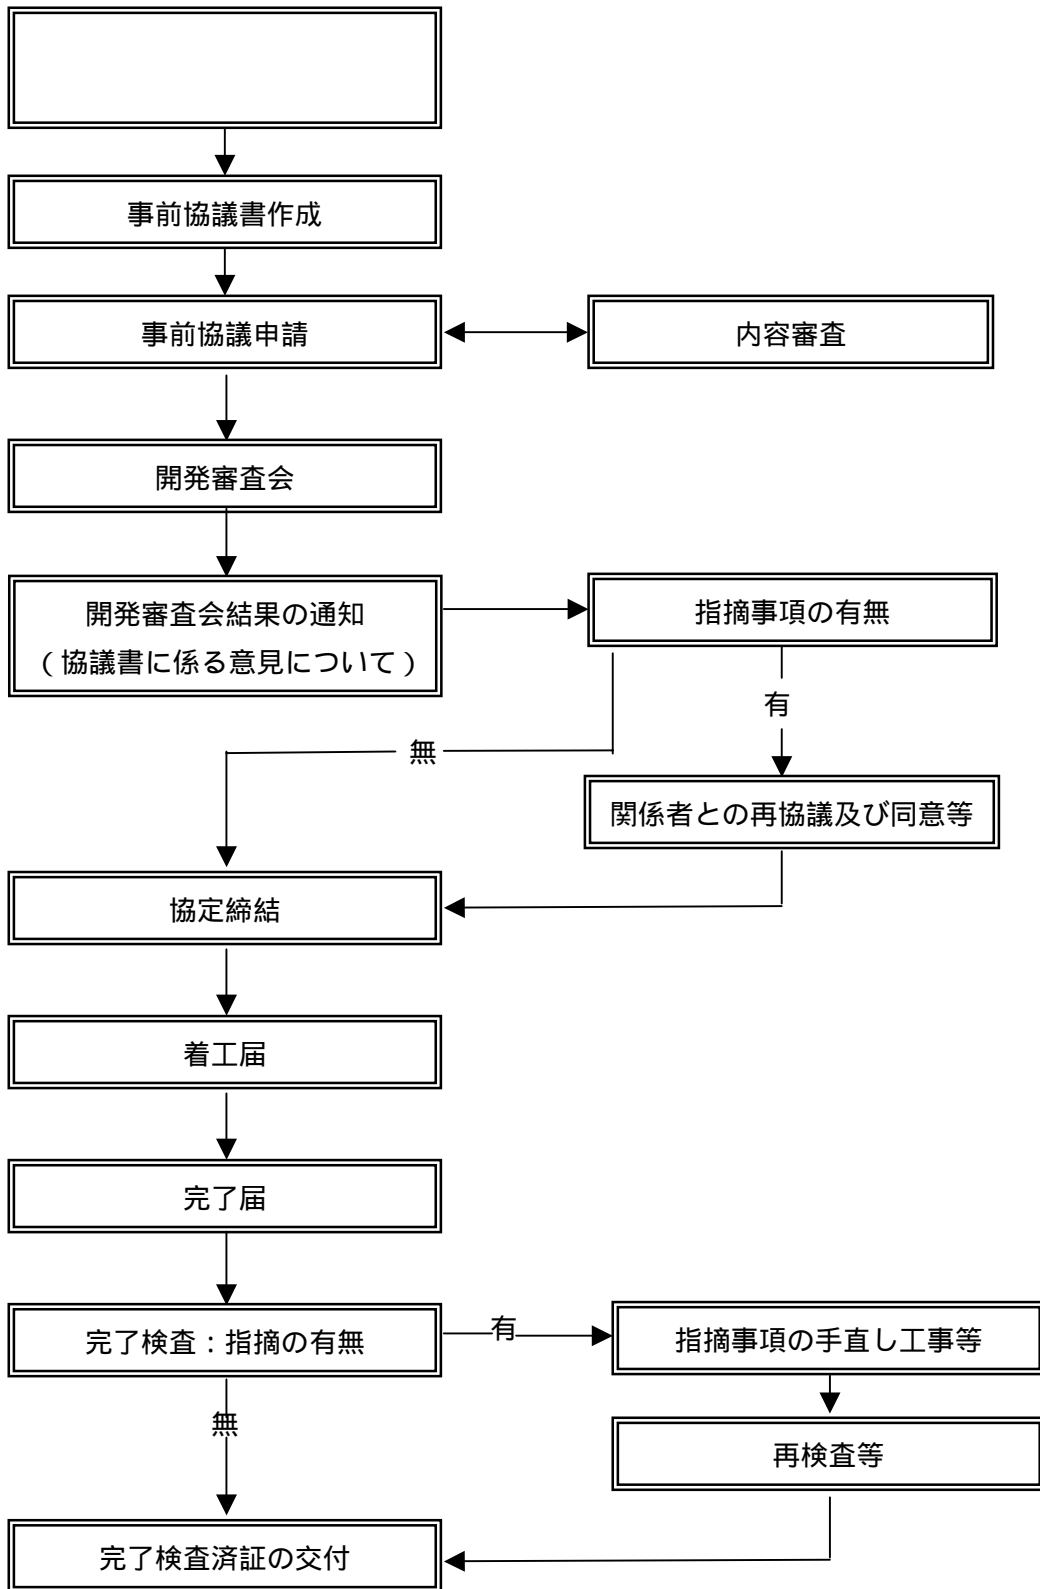 事前協議書作成
事前協議申請
内容審査
開発審査会
開発審査会結果の通知
（協議書に係る意見について）
指摘事項の有無
有
無
関係者との再協議及び同意等
協定締結
着工届
完了届
完了検査：指摘の有無
有
指摘事項の手直し工事等
無
再検査等
完了検査済証の交付